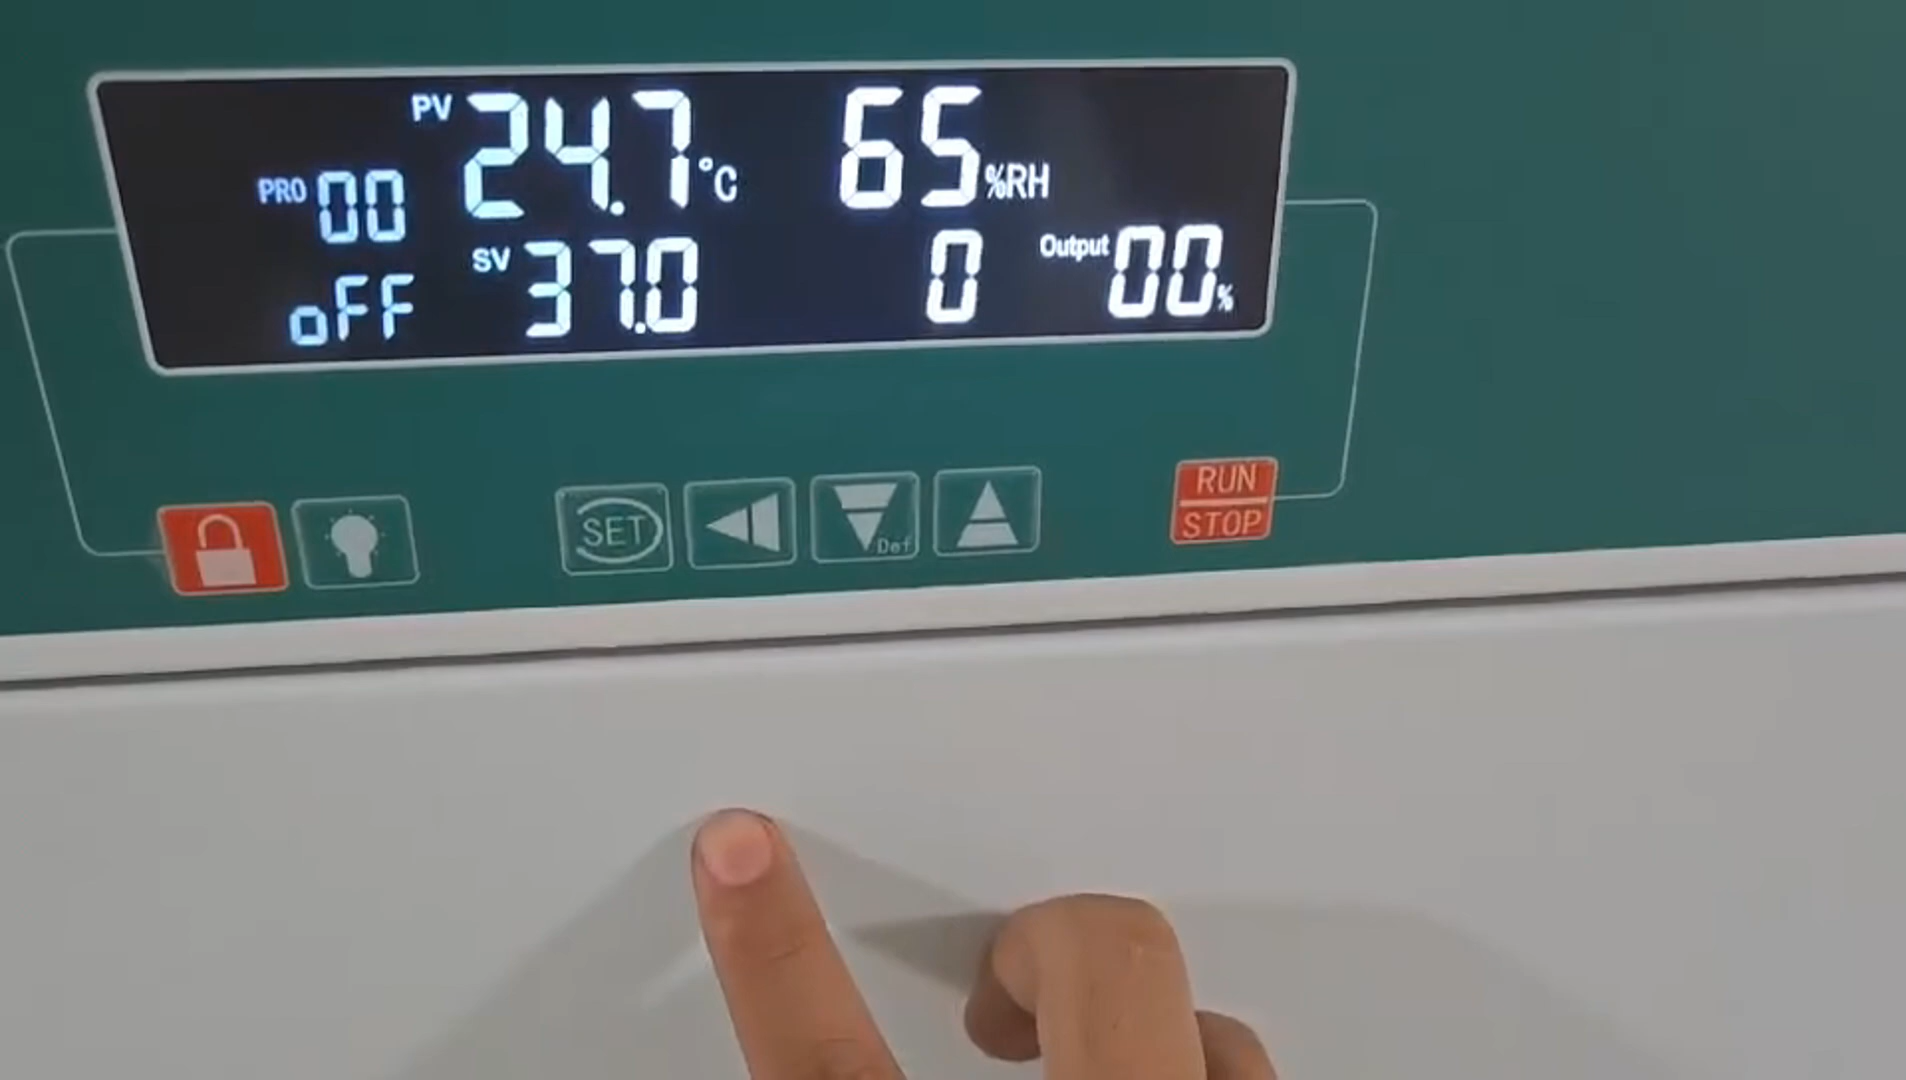 PV 24.7 °C 65 %RH
PRO 00
SV 37.0 0 Output 00 %
oFF
SET
Def
RUN
STOP